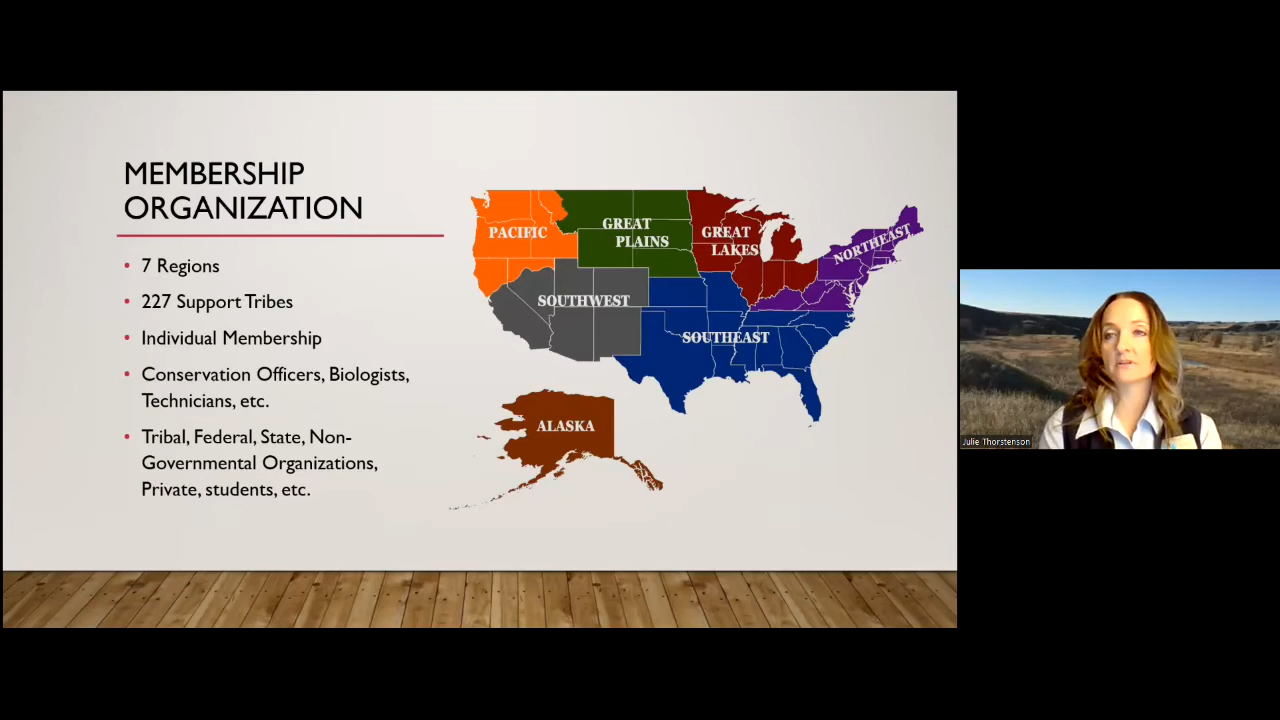 MEMBERSHIP
ORGANIZATION
• 7 Regions
• 227 Support Tribes
• Individual Membership
• Conservation Officers, Biologists,
Technicians, etc.
• Tribal, Federal, State, Non-
Governmental Organizations,
Private, students, etc.
PACIFIC
GREAT
PLAINS
GREAT
LAKES
NORTHEAST
SOUTHWEST
SOUTHEAST
ALASKA
Julie Thorstenson